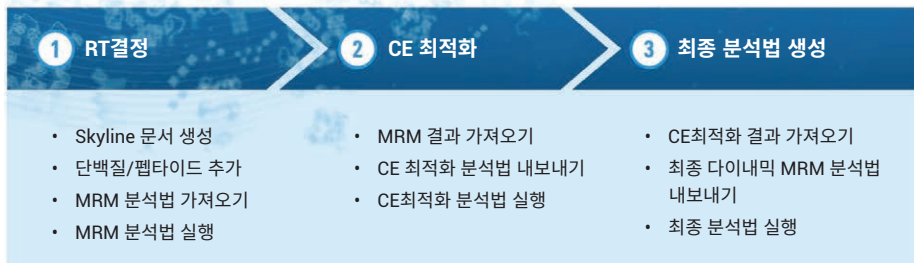 1 RT결정
• Skyline 문서 생성
• 단백질/펩타이드 추가
• MRM 분석법 가져오기
• MRM 분석법 실행
2 CE 최적화
• MRM 결과 가져오기
• CE 최적화 분석법 내보내기
• CE최적화 분석법 실행
3 최종 분석법 생성
• CE최적화 결과 가져오기
• 최종 다이내믹 MRM 분석법
내보내기
• 최종 분석법 실행